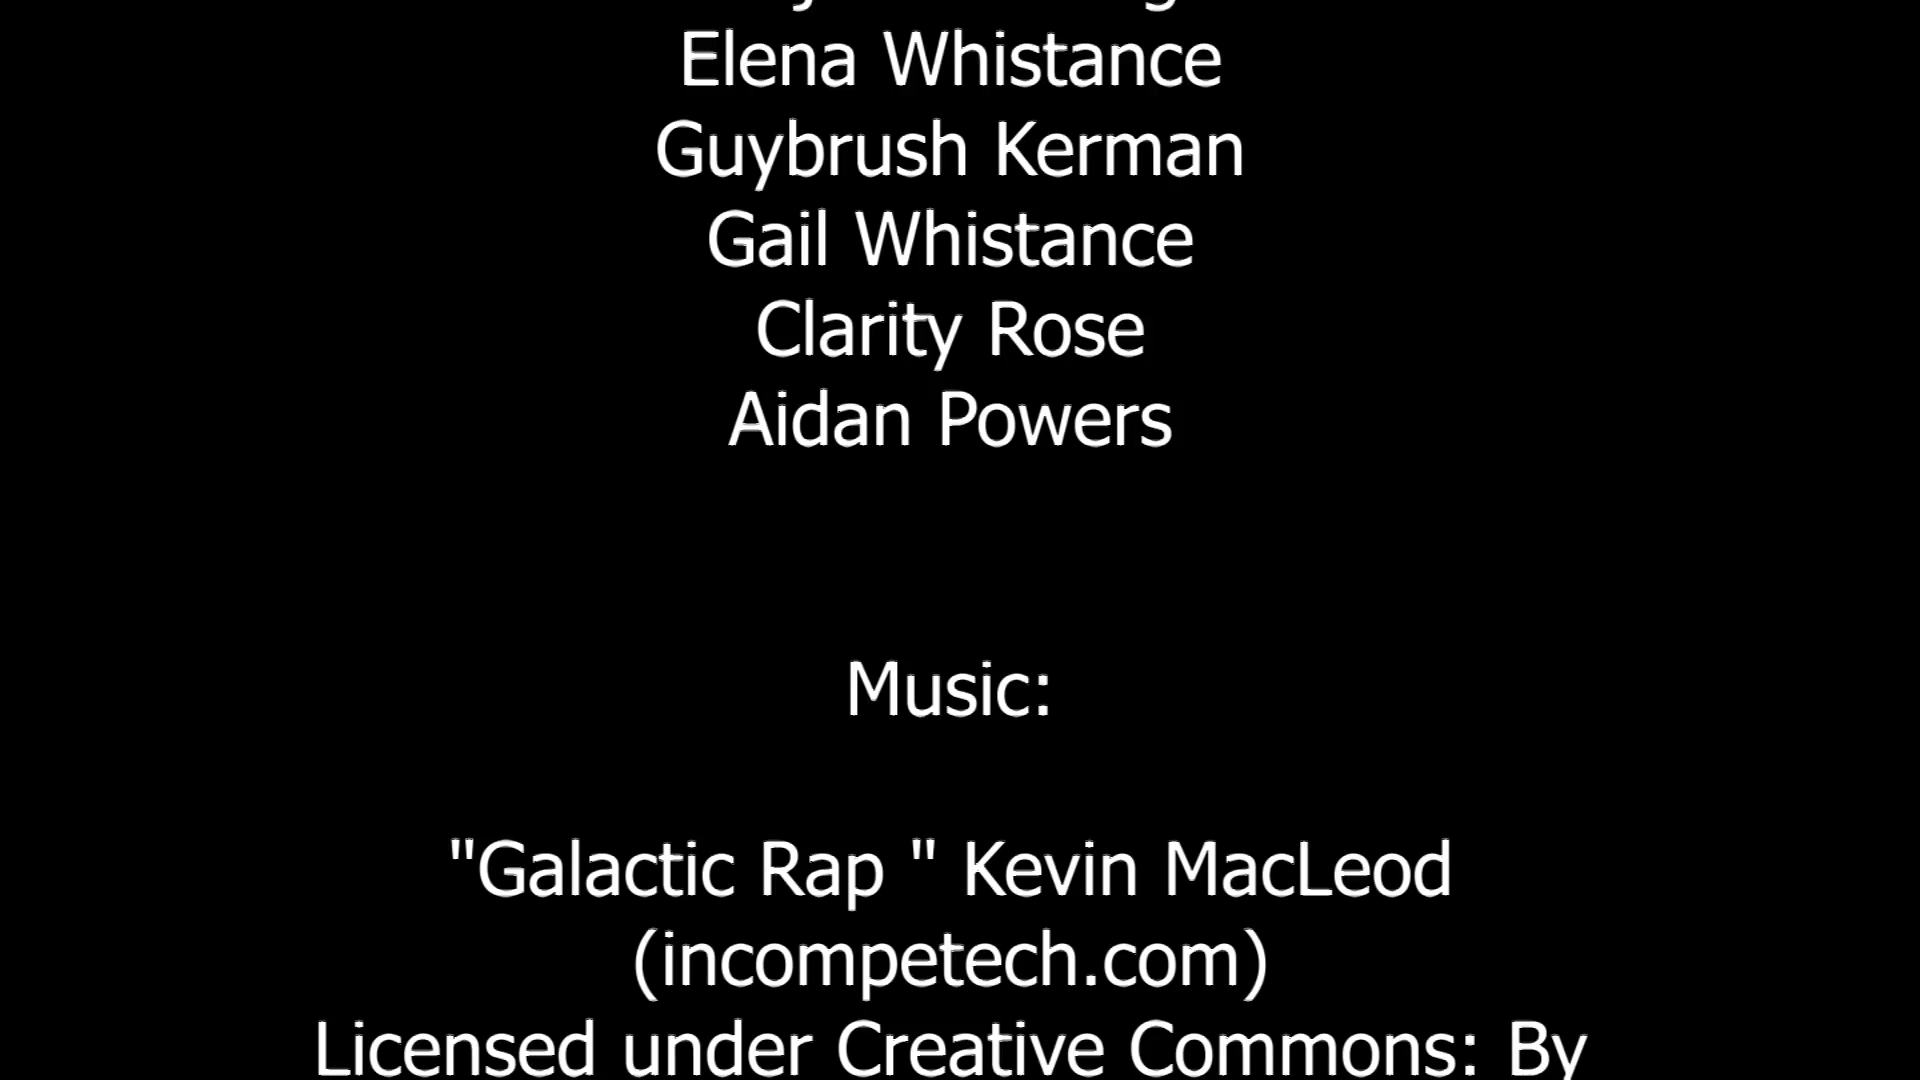 Elena Whistance
Guybrush Kerman
Gail Whistance
Clarity Rose
Aidan Powers
Music:
"Galactic Rap " Kevin MacLeod
(incompetech.com)
Licensed under Creative Commons: By